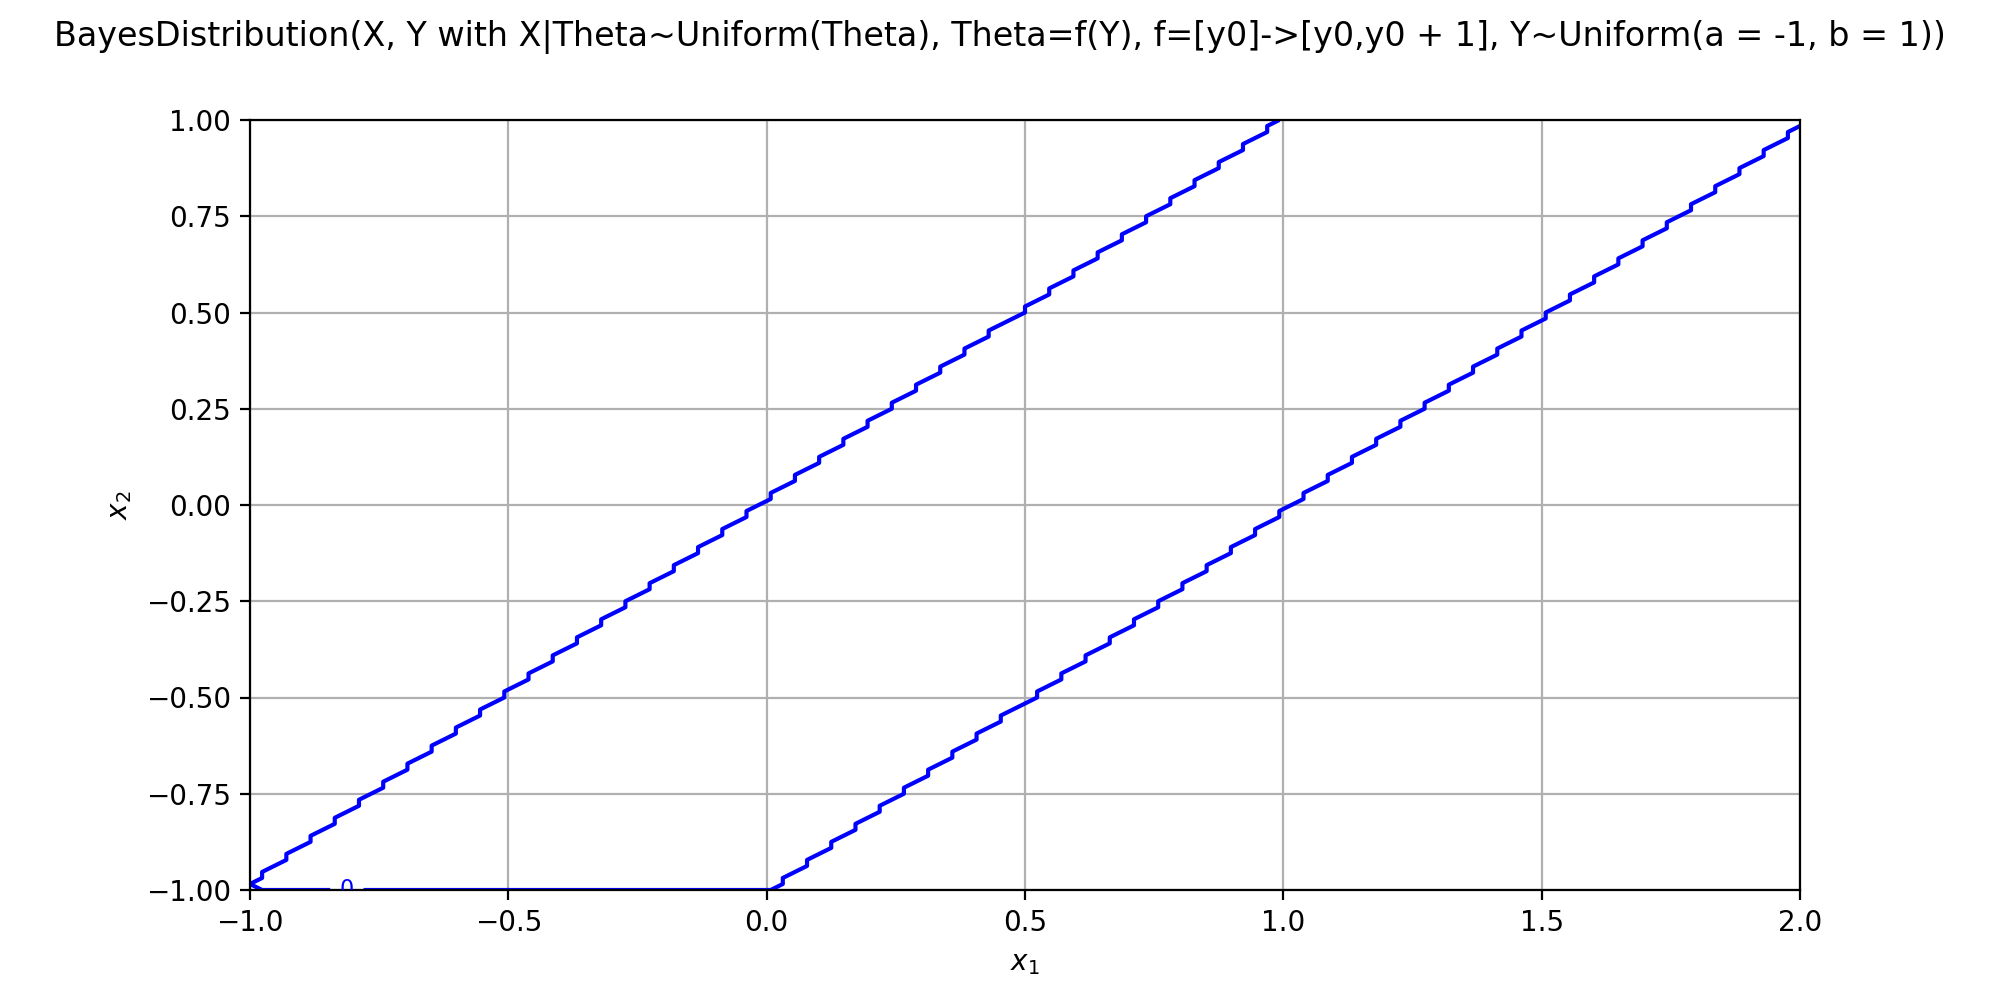 BayesDistribution(X, Y with X|Theta~Uniform(Theta), Theta=f(Y), f=[y0]->[y0,y0 + 1], Y~Uniform(a = -1, b = 1))
1.00
0.75
0.50
0.25
0.00
−0.25
−0.50
−0.75
−1.00
x₂
0
−1.0 −0.5 0.0 0.5 1.0 1.5 2.0
x₁